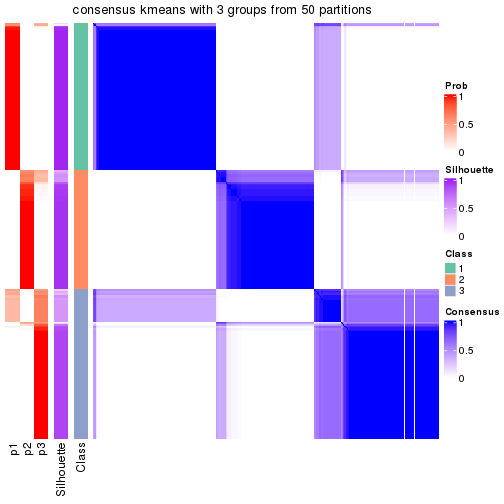 consensus kmeans with 3 groups from 50 partitions
Prob
1
0.5
0
Silhouette
1
0.5
0
Class
1
2
3
Consensus
1
0.5
0
p1
p2
p3
Silhouette
Class